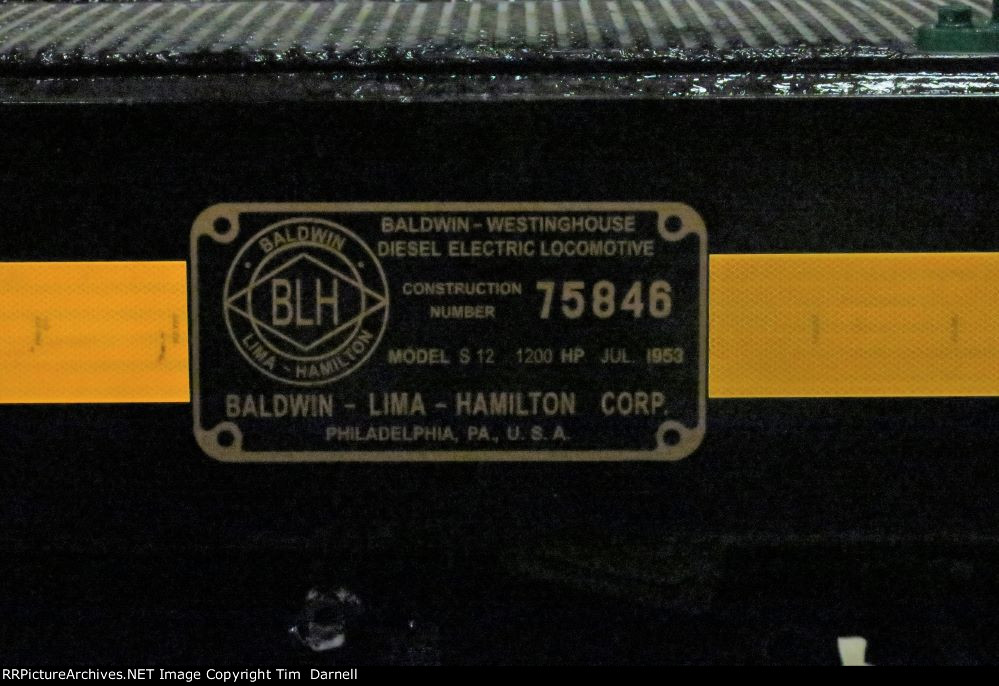 BALDWIN
BLH
LIMA - HAMILTON
BALDWIN - WESTINGHOUSE
DIESEL ELECTRIC LOCOMOTIVE
CONSTRUCTION NUMBER 75846
MODEL S 12 1200 HP JUL. 1953
BALDWIN - LIMA - HAMILTON CORP.
PHILADELPHIA, PA., U. S. A.
RRPictureArchives.NET Image Copyright Tim Darnell